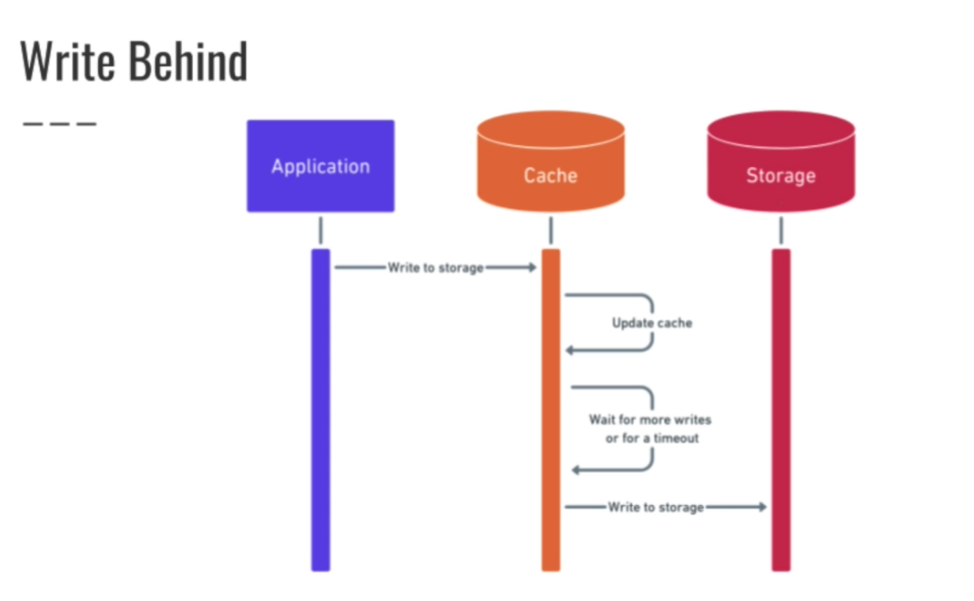 Write Behind
Application
Cache
Storage
Write to storage
Update cache
Wait for more writes
or for a timeout
Write to storage